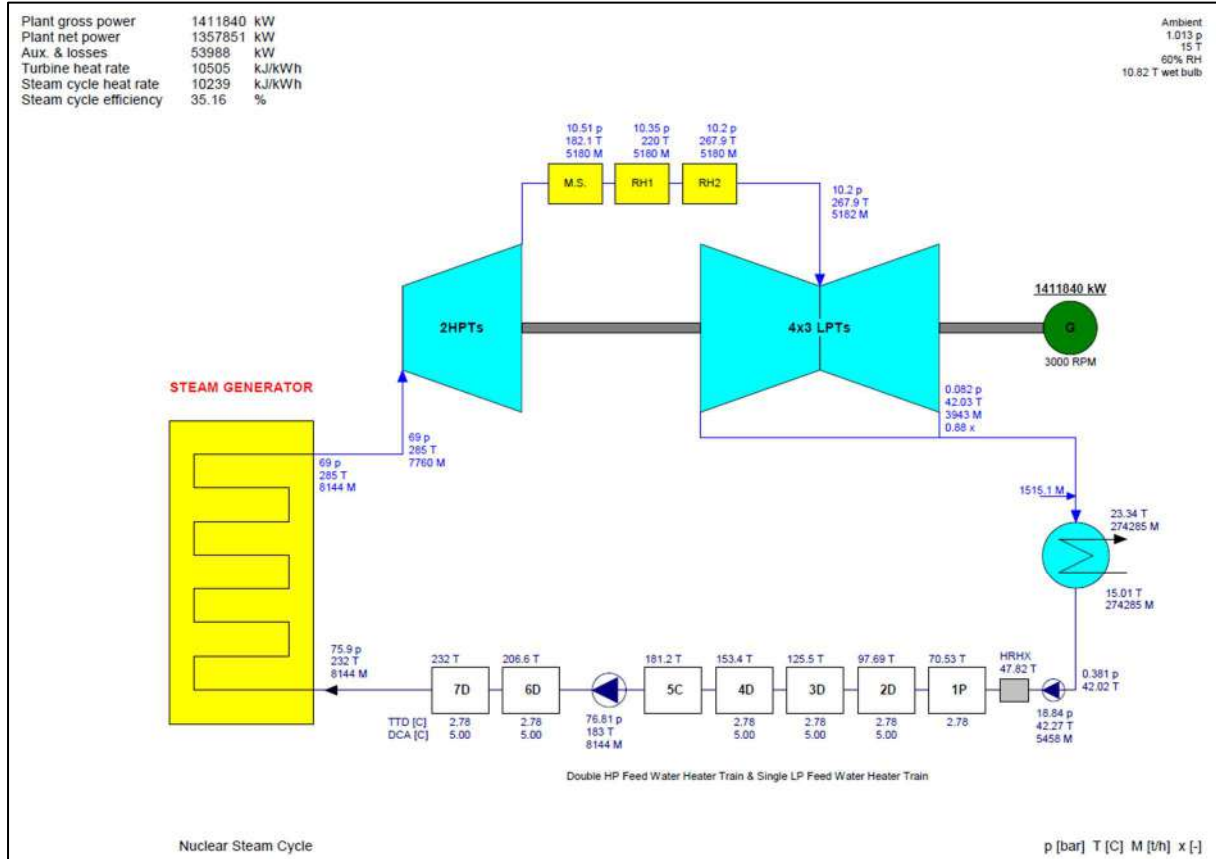 Plant gross power 1411840 kW
Plant net power 1357851 kW
Aux. & losses 53988 kW
Turbine heat rate 10505 kJ/kWh
Steam cycle heat rate 10239 kJ/kWh
Steam cycle efficiency 35.16 %
Ambient
1.013 p
15 T
60% RH
10.82 T wet bulb
10.51 p
182.1 T
5180 M
10.35 p
220 T
5180 M
10.2 p
267.9 T
5180 M
M.S.
RH1
RH2
10.2 p
267.9 T
5182 M
2HPTs
4x3 LPTs
1411840 kW
G
3000 RPM
STEAM GENERATOR
69 p
285 T
8144 M
69 p
285 T
7760 M
0.082 p
42.03 T
3943 M
0.88 x
1515.1 M
23.34 T
274285 M
15.01 T
274285 M
75.9 p
232 T
8144 M
232 T
206.6 T
181.2 T
153.4 T
125.5 T
97.69 T
70.53 T
HRHX
47.82 T
0.381 p
42.02 T
7D
6D
5C
4D
3D
2D
1P
TTD [C] 2.78 2.78 2.78 2.78 2.78 2.78
DCA [C] 5.00 5.00 5.00 5.00 5.00
76.81 p
183 T
8144 M
18.84 p
42.27 T
5458 M
Double HP Feed Water Heater Train & Single LP Feed Water Heater Train
Nuclear Steam Cycle
p [bar] T [C] M [t/h] x [-]